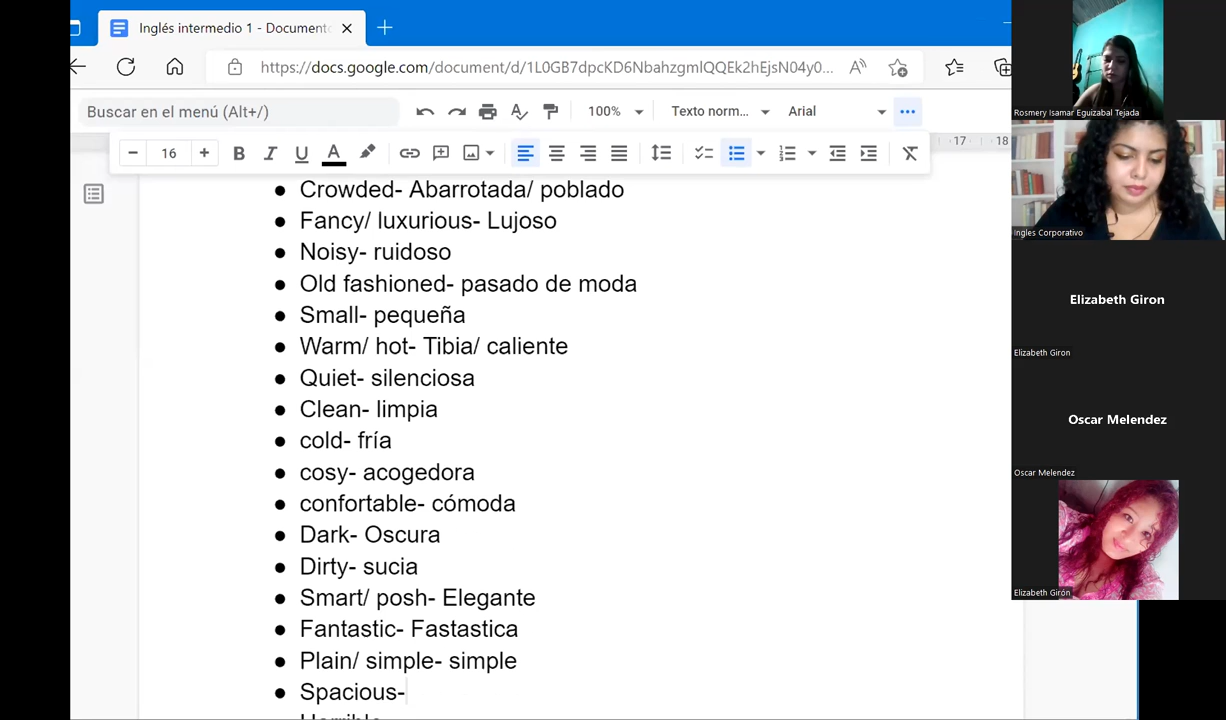 Inglés intermedio 1 - Documento
https://docs.google.com/document/d/1L0GB7dpcKD6NbahzgmlQQEk2hEjsN04y0...
Buscar en el menú (Alt+/)
100%
Texto norm...
Arial
16
17
18
Crowded- Abarrotada/ poblado
Fancy/ luxurious- Lujoso
Noisy- ruidoso
Old fashioned- pasado de moda
Small- pequeña
Warm/ hot- Tibia/ caliente
Quiet- silenciosa
Clean- limpia
cold- fría
cosy- acogedora
confortable- cómoda
Dark- Oscura
Dirty- sucia
Smart/ posh- Elegante
Fantastic- Fastastica
Plain/ simple- simple
Spacious-
Rosmery Isamar Eguizabal Tejada
Ingles Corporativo
Elizabeth Giron
Elizabeth Giron
Oscar Melendez
Oscar Melendez
Elizabeth Girón